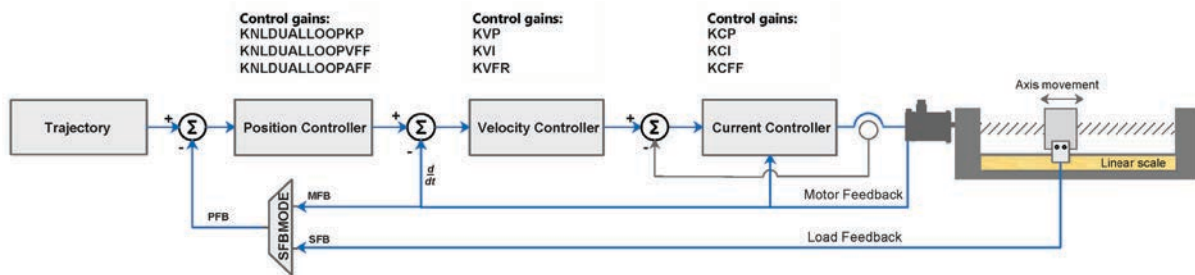 Control gains:
KNLDUALLOOPKP
KNLDUALLOOPVFF
KNLDUALLOOPAFF
Control gains:
KVP
KVI
KVFR
Control gains:
KCP
KCI
KCFF
Axis movement
Trajectory
+
Σ
-
Position Controller
+
Σ
-
Velocity Controller
+
Σ
-
Current Controller
Linear scale
d
dt
MFB
Motor Feedback
PFB
SFBMODE
SFB
Load Feedback